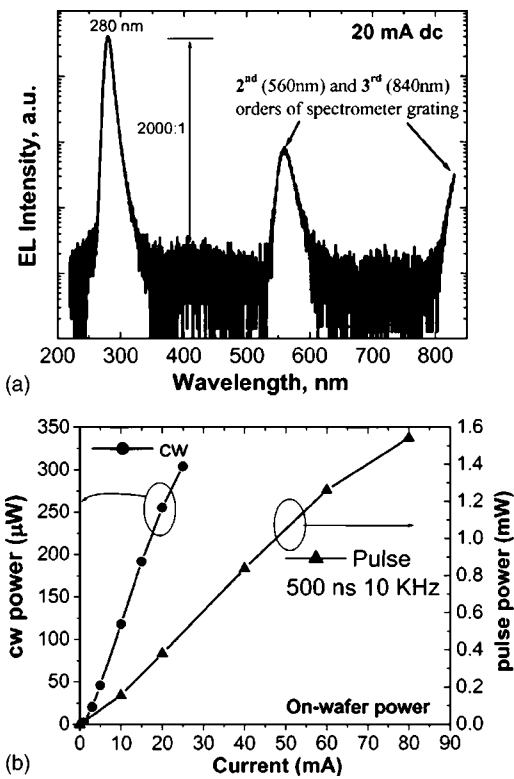 280 nm
20 mA dc
2nd (560nm) and 3rd (840nm)
orders of spectrometer grating
2000:1
EL Intensity, a.u.
200 300 400 500 600 700 800
Wavelength, nm
(a)
350
300
250
200
150
100
50
0
cw power (μW)
CW
1.6
1.4
1.2
1.0
0.8
0.6
0.4
0.2
0.0
pulse power (mW)
Pulse
500 ns 10 KHz
On-wafer power
0 10 20 30 40 50 60 70 80 90
Current (mA)
(b)